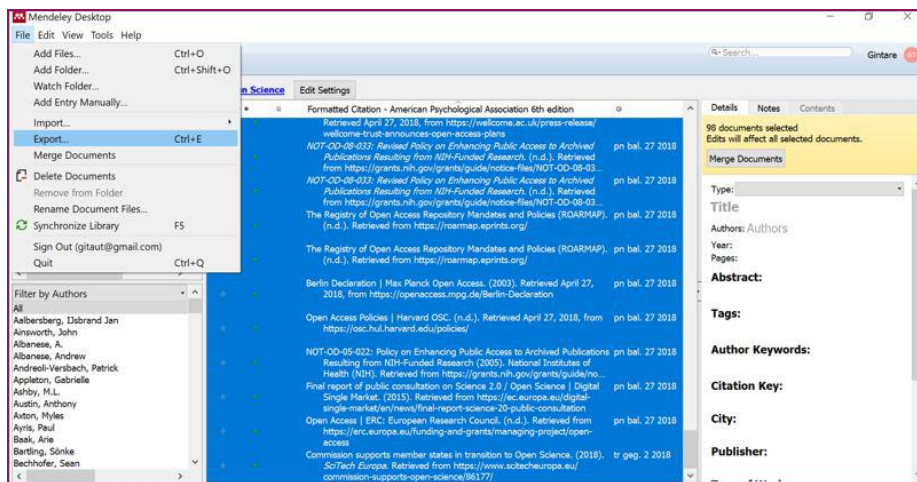 Mendeley Desktop
File Edit View Tools Help
Add Files... Ctrl+O
Add Folder... Ctrl+Shift+O
Watch Folder...
Add Entry Manually...
Import...
Export... Ctrl+E
Merge Documents
Delete Documents
Remove from Folder
Rename Document Files...
Synchronize Library F5
Sign Out (gitaut@gmail.com)
Quit Ctrl+Q
Filter by Authors
All
Aalbersberg, IJsbrand Jan
Ainsworth, John
Albanese, A.
Albanese, Andrew
Andreoli-Versbach, Patrick
Appleton, Gabrielle
Ashby, M.L.
Austin, Anthony
Axton, Myles
Ayris, Paul
Baak, Arie
Bartling, Sönke
Bechhofer, Sean
n Science Edit Settings
Formatted Citation - American Psychological Association 6th edition
Retrieved April 27, 2018, from https://wellcome.ac.uk/press-release/
wellcome-trust-announces-open-access-plans
NOT-OD-08-033: Revised Policy on Enhancing Public Access to Archived pn bal. 27 2018
Publications Resulting from NIH-Funded Research. (n.d.). Retrieved
from https://grants.nih.gov/grants/guide/notice-files/NOT-OD-08-03...
NOT-OD-08-033: Revised Policy on Enhancing Public Access to Archived pn bal. 27 2018
Publications Resulting from NIH-Funded Research. (n.d.). Retrieved
from https://grants.nih.gov/grants/guide/notice-files/NOT-OD-08-03...
The Registry of Open Access Repository Mandates and Policies (ROARMAP). pn bal. 27 2018
(n.d.). Retrieved from https://roarmap.eprints.org/
The Registry of Open Access Repository Mandates and Policies (ROARMAP). pn bal. 27 2018
(n.d.). Retrieved from https://roarmap.eprints.org/
Berlin Declaration | Max Planck Open Access. (2003). Retrieved April 27, pn bal. 27 2018
2018, from https://openaccess.mpg.de/Berlin-Declaration
Open Access Policies | Harvard OSC. (n.d.). Retrieved April 27, 2018, from pn bal. 27 2018
https://osc.hul.harvard.edu/policies/
NOT-OD-05-022: Policy on Enhancing Public Access to Archived Publications pn bal. 27 2018
Resulting from NIH-Funded Research (2005). National Institutes of
Health (NIH). Retrieved from https://grants.nih.gov/grants/guide/no...
Final report of public consultation on Science 2.0 / Open Science | Digital pn bal. 27 2018
Single Market. (2015). Retrieved from https://ec.europa.eu/digital-
single-market/en/news/final-report-science-20-public-consultation
Open Access | ERC: European Research Council. (n.d.). Retrieved from pn bal. 27 2018
https://erc.europa.eu/funding-and-grants/managing-project/open-
access
Commission supports member states in transition to Open Science. (2018). tr geg. 2 2018
SciTech Europa. Retrieved from https://www.scitecheuropa.eu/
commission-supports-open-science/86177/
Search...
Gintare
Details Notes Contents
98 documents selected
Edits will affect all selected documents.
Merge Documents
Type:
Title
Authors: Authors
Year:
Pages:
Abstract:
Tags:
Author Keywords:
Citation Key:
City:
Publisher: